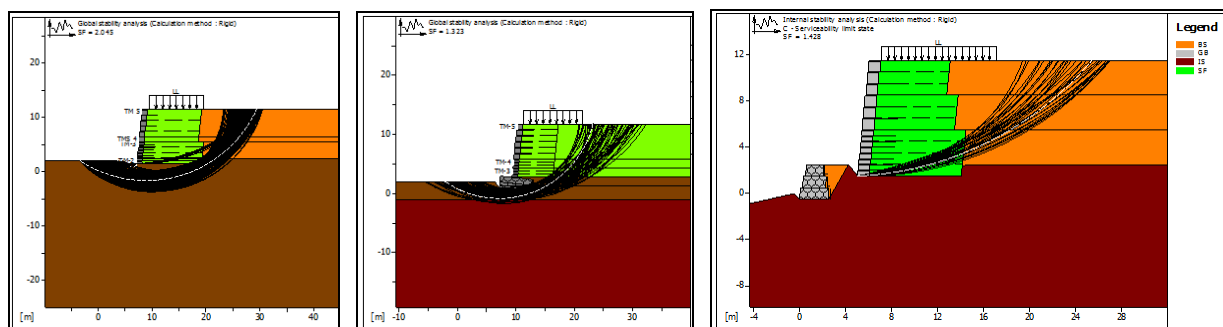 Global stability analysis (Calculation method : Rigid)
SF = 2.045
LL
TM 5
TMS 4
20
10
0
-10
-20
[m]
0
10
20
30
40
Global stability analysis (Calculation method : Rigid)
SF = 1.323
LL
TM-5
TM-4
TM-3
20
10
0
-10
[m]
-10
0
10
20
30
40
Internal stability analysis (Calculation method : Rigid)
C - Serviceability limit state
SF = 1.428
LL
12
8
4
0
-4
-8
[m]
-4
0
4
8
12
16
20
24
28
32
Legend
BS
GB
IS
SF